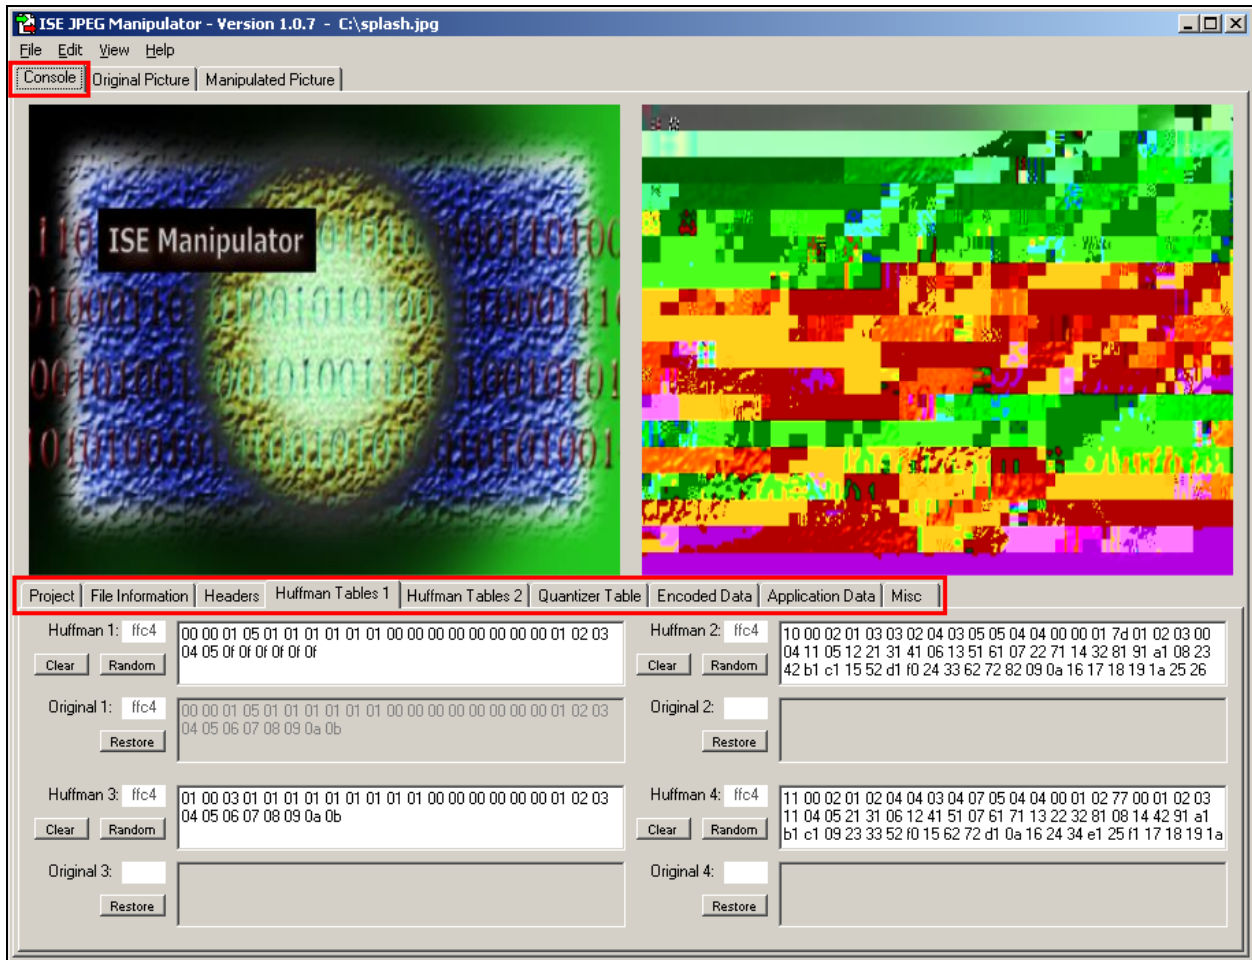 ISE JPEG Manipulator - Version 1.0.7 - C:\splash.jpg
File Edit View Help
Console Original Picture Manipulated Picture
ISE Manipulator
Project File Information Headers Huffman Tables 1 Huffman Tables 2 Quantizer Table Encoded Data Application Data Misc
Huffman 1: ffc4
00 00 01 05 01 01 01 01 01 01 00 00 00 00 00 00 00 01 02 03
04 05 0f 0f 0f 0f 0f 0f
Clear Random
Original 1: ffc4
00 00 01 05 01 01 01 01 01 01 00 00 00 00 00 00 00 01 02 03
04 05 06 07 08 09 0a 0b
Restore
Huffman 2: ffc4
10 00 02 01 03 03 02 04 03 05 05 04 04 00 00 01 7d 01 02 03 00
04 11 05 12 21 31 41 06 13 51 61 07 22 71 14 32 81 91 a1 08 23
42 b1 c1 15 52 d1 f0 24 33 62 72 82 09 0a 16 17 18 19 1a 25 26
Clear Random
Original 2:
Restore
Huffman 3: ffc4
01 00 03 01 01 01 01 01 01 01 01 01 00 00 00 00 00 01 02 03
04 05 06 07 08 09 0a 0b
Clear Random
Original 3:
Restore
Huffman 4: ffc4
11 00 02 01 02 04 04 03 04 07 05 04 04 00 01 02 77 00 01 02 03
11 04 05 21 31 06 12 41 51 07 61 71 13 22 32 81 08 14 42 91 a1
b1 c1 09 23 33 52 f0 15 62 72 d1 0a 16 24 34 e1 25 f1 17 18 19 1a
Clear Random
Original 4:
Restore